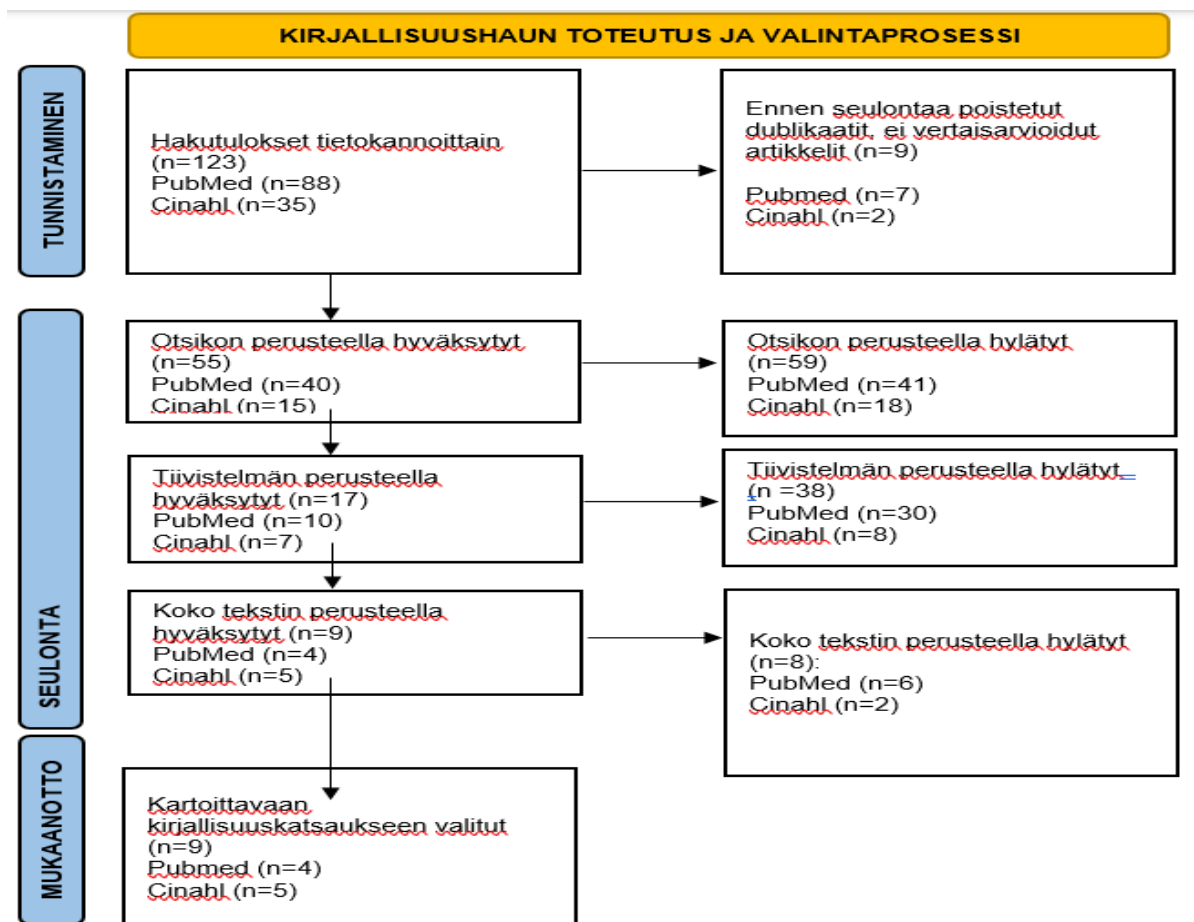 KIRJALLISUUSHAUN TOTEUTUS JA VALINTAPROSESSI
TUNNISTAMINEN
Hakutulokset tietokannoittain
(n=123)
PubMed (n=88)
Cinahl (n=35)
Ennen seulontaa poistetut
dublikaatit, ei vertaisarvioidut
artikkelit (n=9)
Pubmed (n=7)
Cinahl (n=2)
SEULONTA
Otsikon perusteella hyväksytyt
(n=55)
PubMed (n=40)
Cinahl (n=15)
Otsikon perusteella hylätyt
(n=59)
PubMed (n=41)
Cinahl (n=18)
Tiivistelmän perusteella
hyväksytyt (n=17)
PubMed (n=10)
Cinahl (n=7)
Tiivistelmän perusteella hylätyt
(n =38)
PubMed (n=30)
Cinahl (n=8)
Koko tekstin perusteella
hyväksytyt (n=9)
PubMed (n=4)
Cinahl (n=5)
Koko tekstin perusteella hylätyt
(n=8):
PubMed (n=6)
Cinahl (n=2)
MUKAANOTTO
Kartoittavaan
kirjallisuuskatsaukseen valitut
(n=9)
Pubmed (n=4)
Cinahl (n=5)